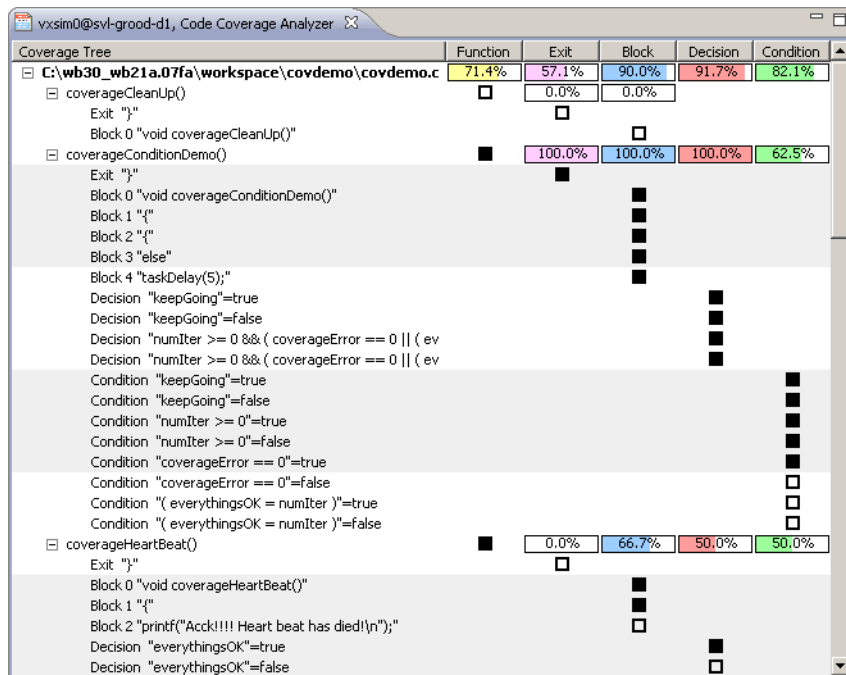 vxsim0@svl-grood-d1, Code Coverage Analyzer
Coverage Tree Function Exit Block Decision Condition
C:\wb30_wb21a.07fa\workspace\covdemo\covdemo.c 71.4% 57.1% 90.0% 91.7% 82.1%
coverageCleanUp() 0.0% 0.0%
Exit "}"
Block 0 "void coverageCleanUp()"
coverageConditionDemo() 100.0% 100.0% 100.0% 62.5%
Exit "}"
Block 0 "void coverageConditionDemo()"
Block 1 "{"
Block 2 "{"
Block 3 "else"
Block 4 "taskDelay(5);"
Decision "keepGoing"=true
Decision "keepGoing"=false
Decision "numIter >= 0 && ( coverageError == 0 || ( ev
Decision "numIter >= 0 && ( coverageError == 0 || ( ev
Condition "keepGoing"=true
Condition "keepGoing"=false
Condition "numIter >= 0"=true
Condition "numIter >= 0"=false
Condition "coverageError == 0"=true
Condition "coverageError == 0"=false
Condition "( everythingsOK = numIter )"=true
Condition "( everythingsOK = numIter )"=false
coverageHeartBeat() 0.0% 66.7% 50.0% 50.0%
Exit "}"
Block 0 "void coverageHeartBeat()"
Block 1 "{"
Block 2 "printf("Acck!!!! Heart beat has died!\n");"
Decision "everythingsOK"=true
Decision "everythingsOK"=false